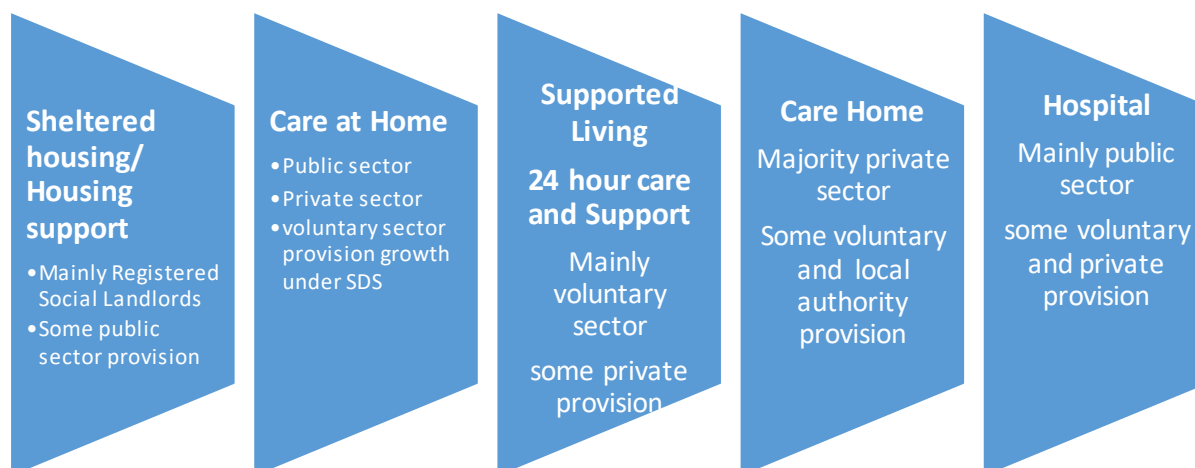 Sheltered
housing/
Housing
support
•Mainly Registered
Social Landlords
•Some public
sector provision
Care at Home
•Public sector
•Private sector
•voluntary sector
provision growth
under SDS
Supported
Living
24 hour care
and Support
Mainly
voluntary
sector
some private
provision
Care Home
Majority private
sector
Some voluntary
and local
authority
provision
Hospital
Mainly public
sector
some voluntary
and private
provision